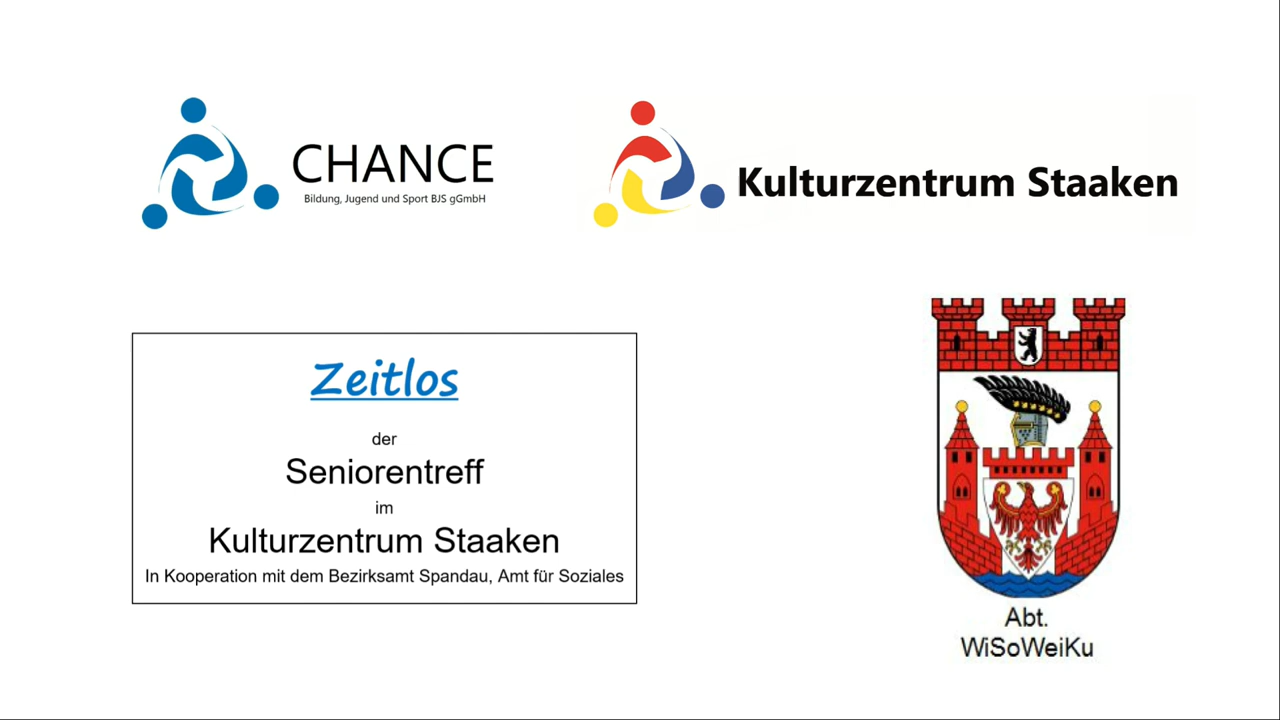 CHANCE
Bildung, Jugend und Sport BJS gGmbH
Kulturzentrum Staaken
Zeitlos
der
Seniorentreff
im
Kulturzentrum Staaken
In Kooperation mit dem Bezirksamt Spandau, Amt für Soziales
Abt.
WiSoWeiKu